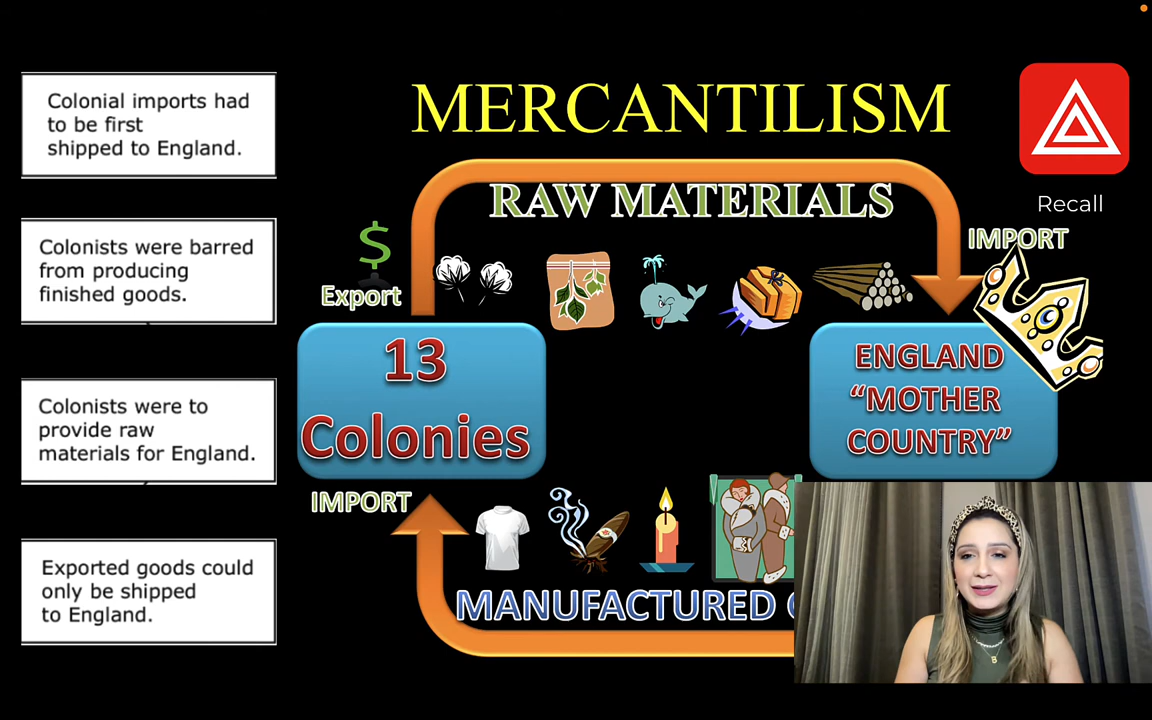 Colonial imports had
to be first
shipped to England.
Colonists were barred
from producing
finished goods.
Colonists were to
provide raw
materials for England.
Exported goods could
only be shipped
to England.
MERCANTILISM
RAW MATERIALS
Recall
$
Export
IMPORT
13
Colonies
ENGLAND
“MOTHER
COUNTRY”
IMPORT
MANUFACTURED